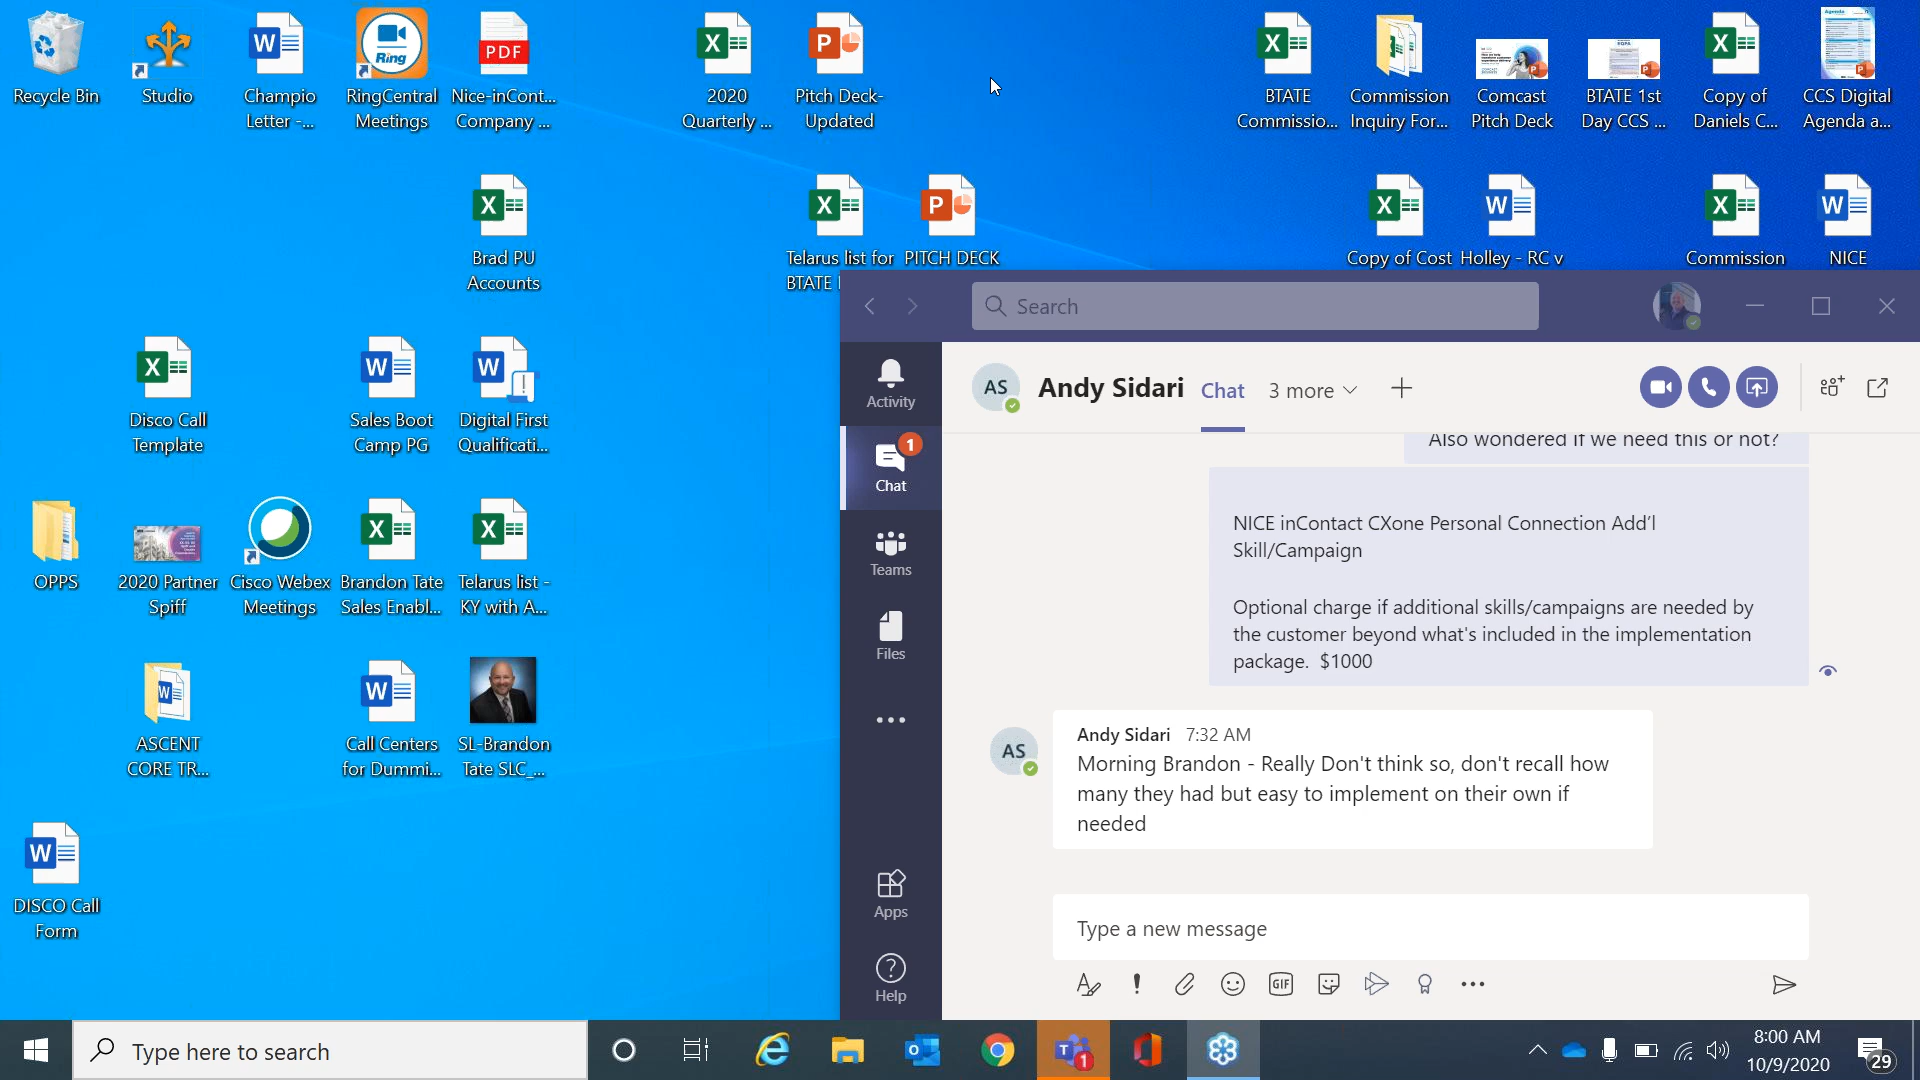 Recycle Bin
Studio
Champio
Letter -...
Ring
RingCentral
Meetings
PDF
Nice-inCont...
Company ...
2020
Quarterly ...
Pitch Deck-
Updated
BTATE
Commissio...
Commission
Inquiry For...
Comcast
Pitch Deck
BTATE 1st
Day CCS ...
Copy of
Daniels C...
CCS Digital
Agenda a...
Brad PU
Accounts
Telarus list for
BTATE
PITCH DECK
Copy of Cost
Holley - RC v
Commission
NICE
Disco Call
Template
Sales Boot
Camp PG
Digital First
Qualificati...
OPPS
2020 Partner
Spiff
Cisco Webex
Meetings
Brandon Tate
Sales Enabl...
Telarus list -
KY with A...
ASCENT
CORE TR...
Call Centers
for Dummi...
SL-Brandon
Tate SLC_...
DISCO Call
Form
Search
Activity
1
Chat
Teams
Files
Apps
Help
AS
Andy Sidari
Chat
3 more
Also wondered if we need this or not?
NICE inContact CXone Personal Connection Add'l
Skill/Campaign
Optional charge if additional skills/campaigns are needed by
the customer beyond what's included in the implementation
package. $1000
AS
Andy Sidari 7:32 AM
Morning Brandon - Really Don't think so, don't recall how
many they had but easy to implement on their own if
needed
Type a new message
GIF
Type here to search
1
8:00 AM
10/9/2020
29